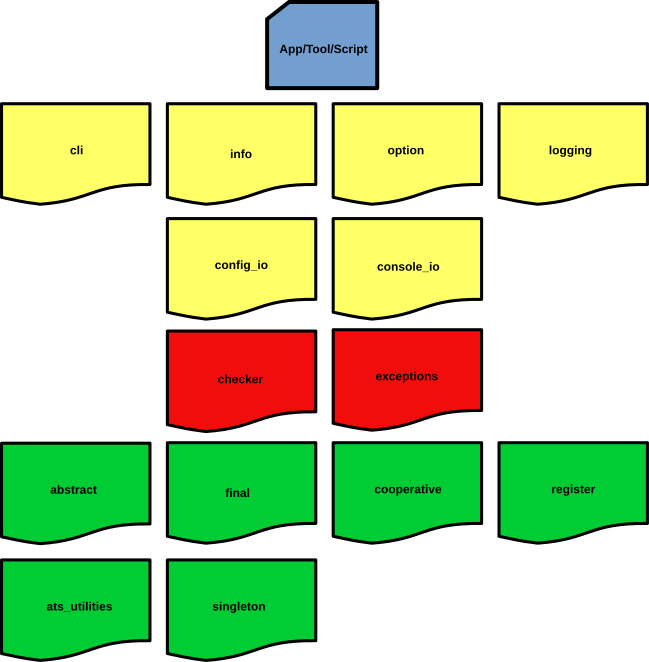 App/Tool/Script
cli
info
option
logging
config_io
console_io
checker
exceptions
abstract
final
cooperative
register
ats_utilities
singleton